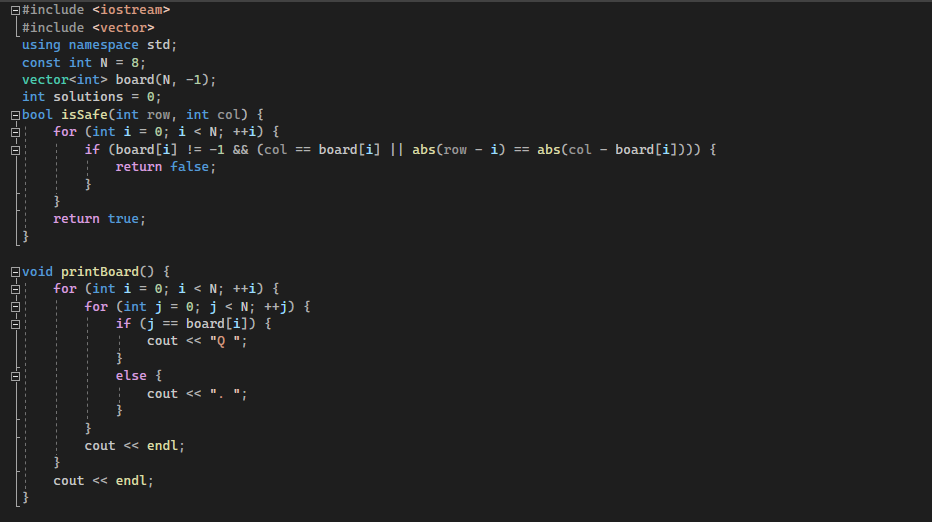 #include <iostream>
#include <vector>
using namespace std;
const int N = 8;
vector<int> board(N, -1);
int solutions = 0;
bool isSafe(int row, int col) {
    for (int i = 0; i < N; ++i) {
        if (board[i] != -1 && (col == board[i] || abs(row - i) == abs(col - board[i]))) {
            return false;
        }
    }
    return true;
}

void printBoard() {
    for (int i = 0; i < N; ++i) {
        for (int j = 0; j < N; ++j) {
            if (j == board[i]) {
                cout << "Q ";
            }
            else {
                cout << ". ";
            }
        }
        cout << endl;
    }
    cout << endl;
}